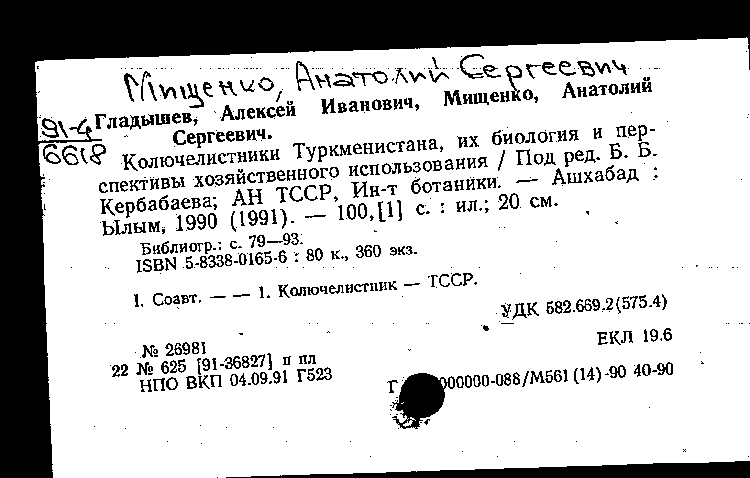 Мищенко, Анатолий Сергеевич
91-4
6618
Гладышев, Алексей Иванович, Мищенко, Анатолий
Сергеевич.
Колючелистники Туркменистана, их биология и пер-
спективы хозяйственного использования / Под ред. Б. Б.
Кербабаева; АН ТССР, Ин-т ботаники. — Ашхабад :
Ылым, 1990 (1991). — 100,[1] с. : ил.; 20 см.
Библиогр.: с. 79—93.
ISBN 5-8338-0165-6 : 80 к., 360 экз.
I. Соавт. — — 1. Колючелистник — ТССР.
УДК 582.669.2(575.4)
ЕКЛ 19.6
№ 26981
22 № 625 [91-36827] п пл
НПО ВКП 04.09.91 Г523
Г 000000-088/М561(14)-90 40-90